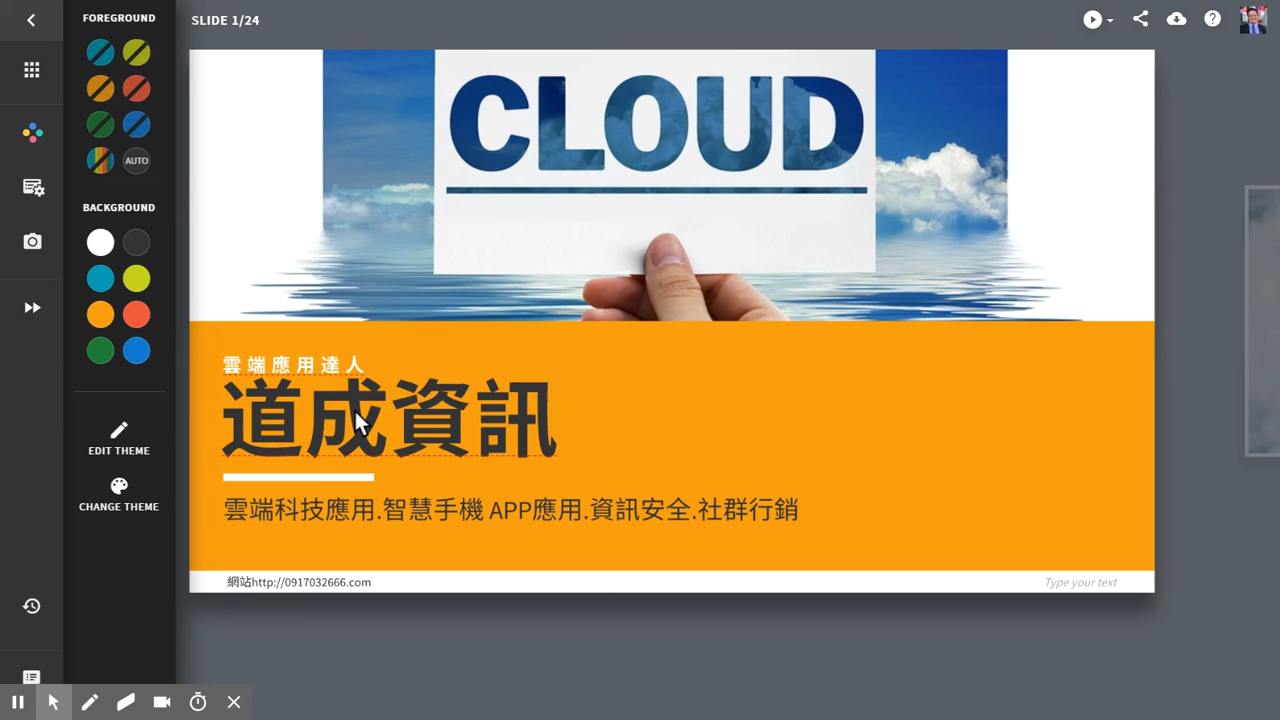 FOREGROUND
SLIDE 1/24
AUTO
BACKGROUND
EDIT THEME
CHANGE THEME
CLOUD
雲端應用達人
道成資訊
雲端科技應用.智慧手機 APP應用.資訊安全.社群行銷
網站http://0917032666.com
Type your text